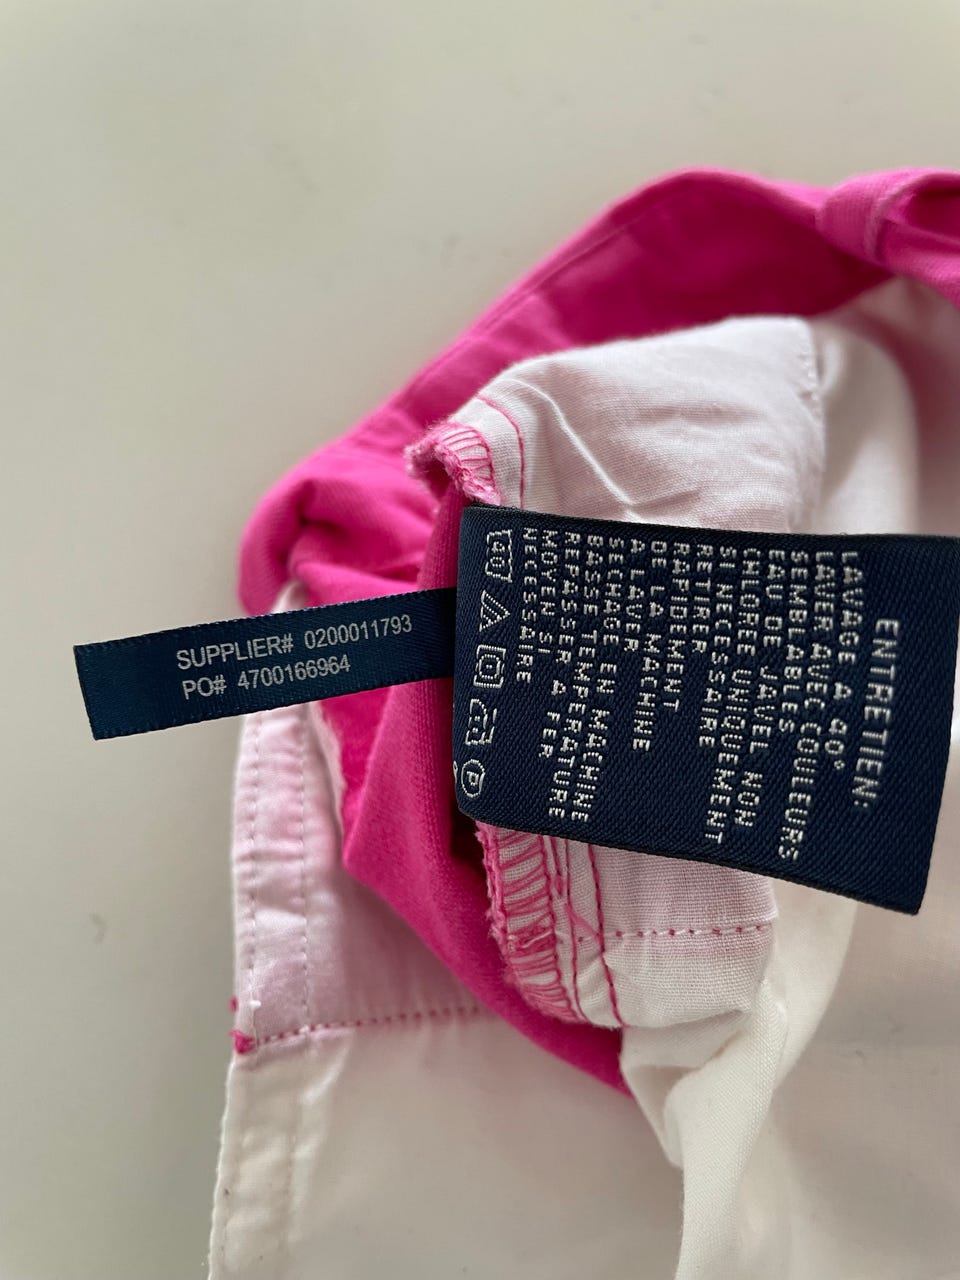 SUPPLIER# 0200011793
PO# 4700166964
ENTRETIEN:
LAVAGE A 40°
LAVER AVEC COULEURS
SEMBLABLES
EAU DE JAVEL NON
CHLOREE UNIQUEMENT
SI NECESSAIRE
RETIRER
RAPIDEMENT
DE LA MACHINE
A LAVER
SECHAGE EN MACHINE
BASSE TEMPERATURE
REPASSER A FER
MOYEN SI
NECESSAIRE
40
P